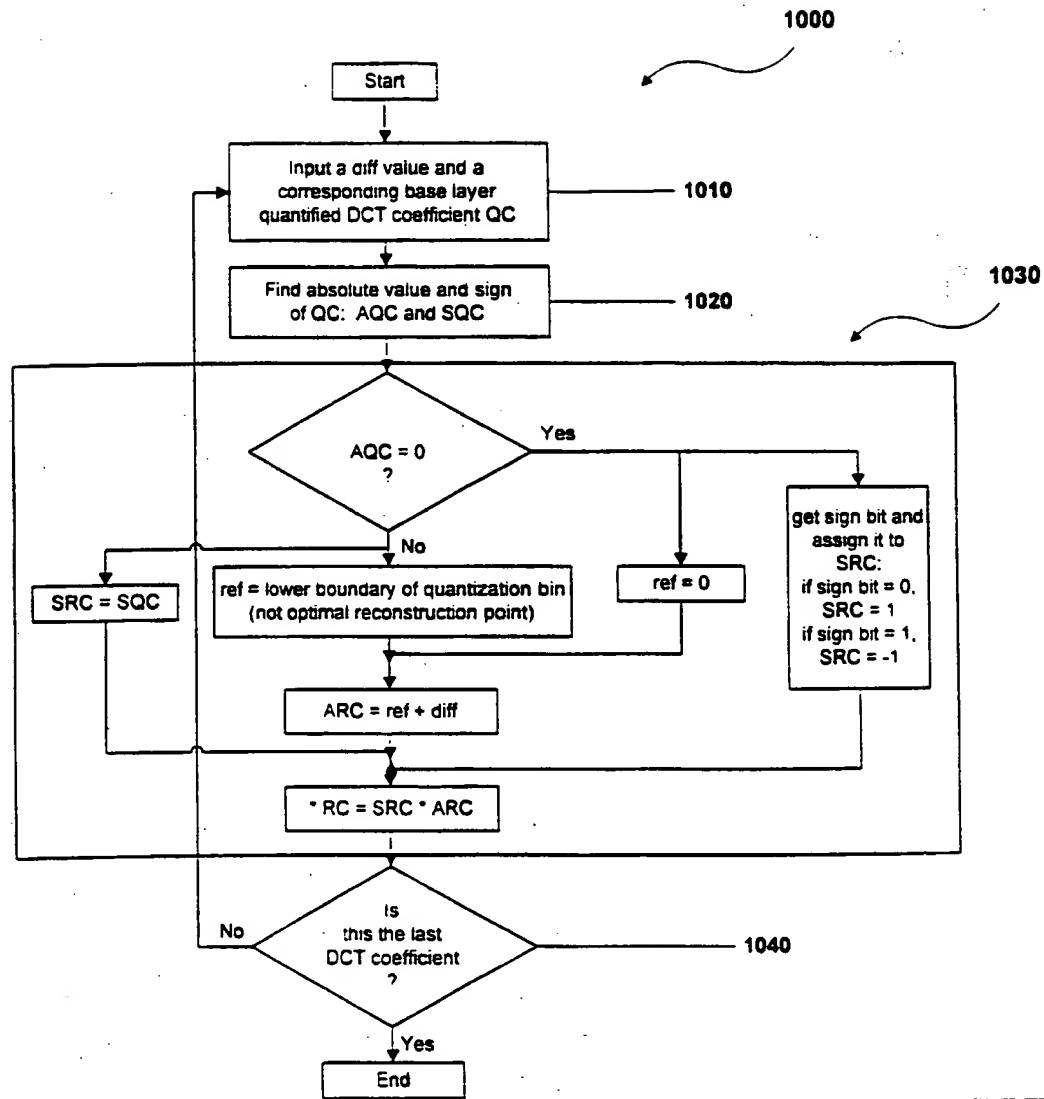 1000
Start
Input a diff value and a
corresponding base layer
quantified DCT coefficient QC
1010
Find absolute value and sign
of QC: AQC and SQC
1020
1030
AQC = 0
?
Yes
No
SRC = SQC
ref = lower boundary of quantization bin
(not optimal reconstruction point)
ref = 0
get sign bit and
assign it to
SRC:
if sign bit = 0,
SRC = 1
if sign bit = 1,
SRC = -1
ARC = ref + diff
* RC = SRC * ARC
Is
this the last
DCT coefficient
?
No
1040
Yes
End